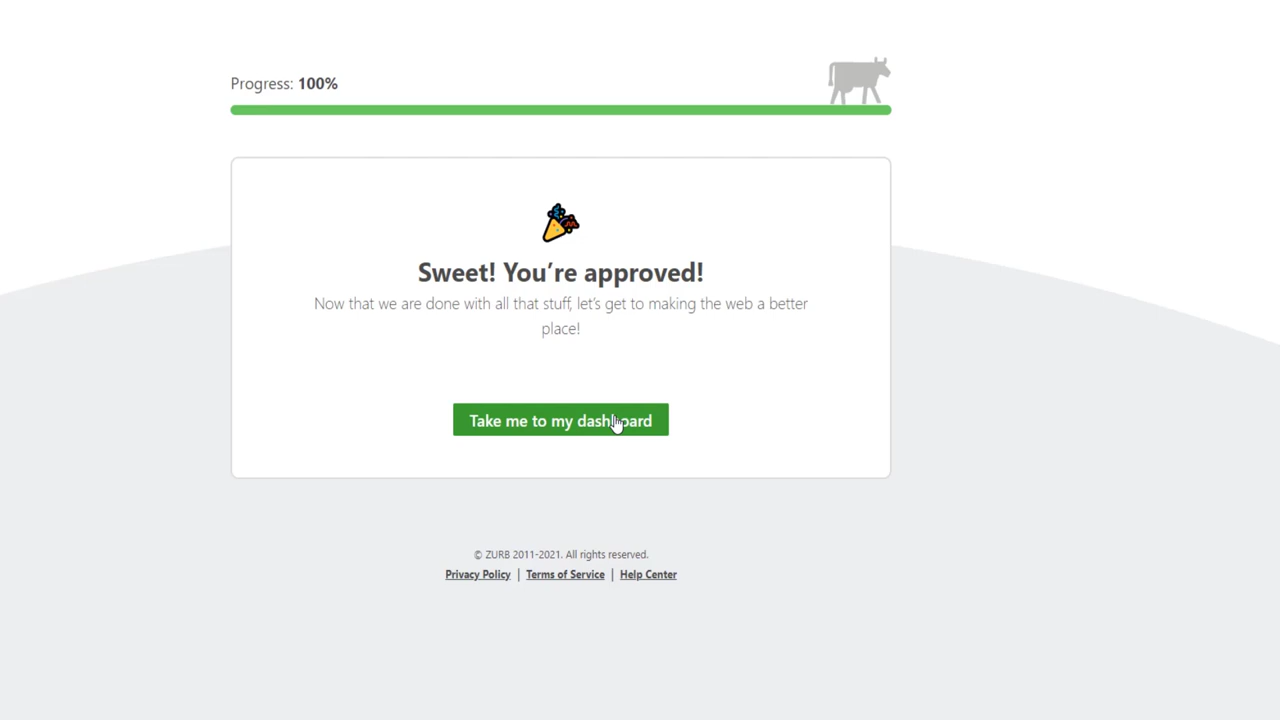 Progress: 100%
Sweet! You’re approved!
Now that we are done with all that stuff, let’s get to making the web a better
place!
Take me to my dashboard
© ZURB 2011-2021. All rights reserved.
Privacy Policy | Terms of Service | Help Center